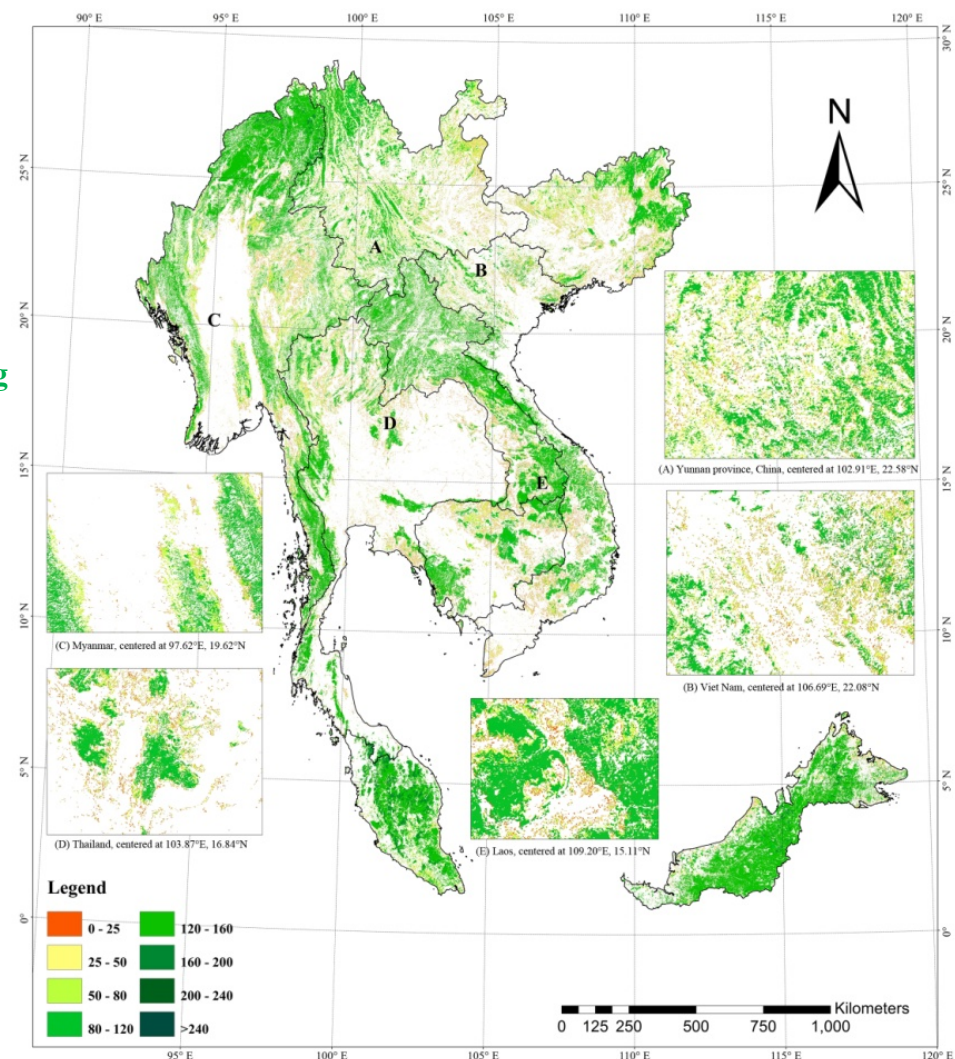 90° E 95° E 100° E 105° E 110° E 115° E 120° E
30° N
N
25° N 25° N
A
B
20° N 20° N
C
g
D
(A) Yunnan province, China, centered at 102.91°E, 22.58°N
15° N 15° N
E
10° N 10° N
(C) Myanmar, centered at 97.62°E, 19.62°N
(B) Viet Nam, centered at 106.69°E, 22.08°N
5° N 5° N
(D) Thailand, centered at 103.87°E, 16.84°N
(E) Laos, centered at 109.20°E, 15.11°N
Legend
0° 0°
0 - 25 120 - 160
25 - 50 160 - 200
50 - 80 200 - 240
80 - 120 >240
Kilometers
0 125 250 500 750 1,000
95° E 100° E 105° E 110° E 115° E 120° E